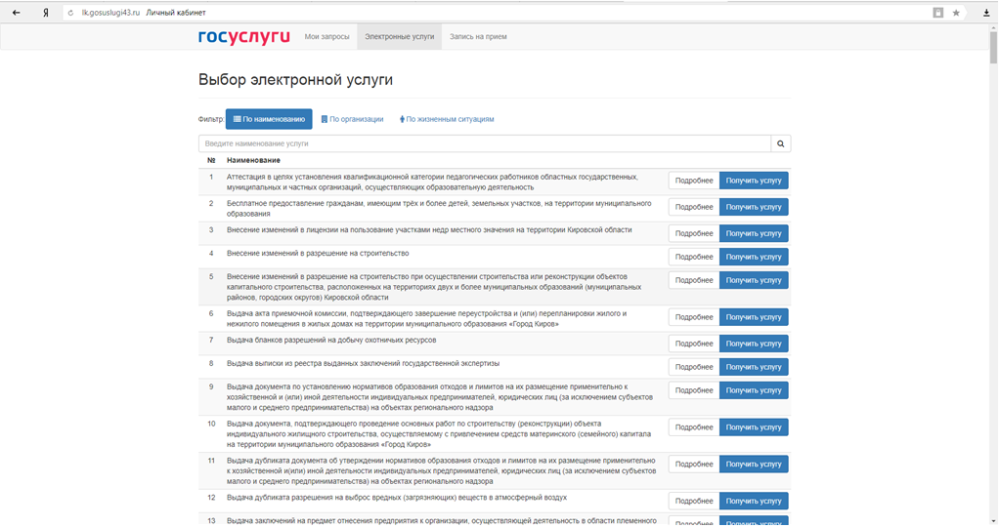 lk.gosuslugi43.ru Личный кабинет
госуслуги Мои запросы Электронные услуги Запись на прием
Выбор электронной услуги
Фильтр: По наименованию По организации По жизненным ситуациям
Введите наименование услуги
№ Наименование
1 Аттестация в целях установления квалификационной категории педагогических работников областных государственных,
муниципальных и частных организаций, осуществляющих образовательную деятельность
Подробнее Получить услугу
2 Бесплатное предоставление гражданам, имеющим трёх и более детей, земельных участков, на территории муниципального
образования
Подробнее Получить услугу
3 Внесение изменений в лицензии на пользование участками недр местного значения на территории Кировской области
Подробнее Получить услугу
4 Внесение изменений в разрешение на строительство
Подробнее Получить услугу
5 Внесение изменений в разрешение на строительство при осуществлении строительства или реконструкции объектов
капитального строительства, расположенных на территориях двух и более муниципальных образований (муниципальных
районов, городских округов) Кировской области
Подробнее Получить услугу
6 Выдача акта приемочной комиссии, подтверждающего завершение переустройства и (или) перепланировки жилого и
нежилого помещения в жилых домах на территории муниципального образования «Город Киров»
Подробнее Получить услугу
7 Выдача бланков разрешений на добычу охотничьих ресурсов
Подробнее Получить услугу
8 Выдача выписки из реестра выданных заключений государственной экспертизы
Подробнее Получить услугу
9 Выдача документа по установлению нормативов образования отходов и лимитов на их размещение применительно к
хозяйственной и (или) иной деятельности индивидуальных предпринимателей, юридических лиц (за исключением субъектов
малого и среднего предпринимательства) на объектах регионального надзора
Подробнее Получить услугу
10 Выдача документа, подтверждающего проведение основных работ по строительству (реконструкции) объекта
индивидуального жилищного строительства, осуществляемому с привлечением средств материнского (семейного) капитала
на территории муниципального образования «Город Киров»
Подробнее Получить услугу
11 Выдача дубликата документа об утверждении нормативов образования отходов и лимитов на их размещение применительно
к хозяйственной и(или) иной деятельности индивидуальных предпринимателей, юридических лиц (за исключением субъектов
малого и среднего предпринимательства) на объектах регионального надзора
Подробнее Получить услугу
12 Выдача дубликата разрешения на выброс вредных (загрязняющих) веществ в атмосферный воздух
Подробнее Получить услугу
13 Выдача заключений на предмет отнесения предприятия к организации, осуществляющей деятельность в области племенного
Подробнее Получить услугу